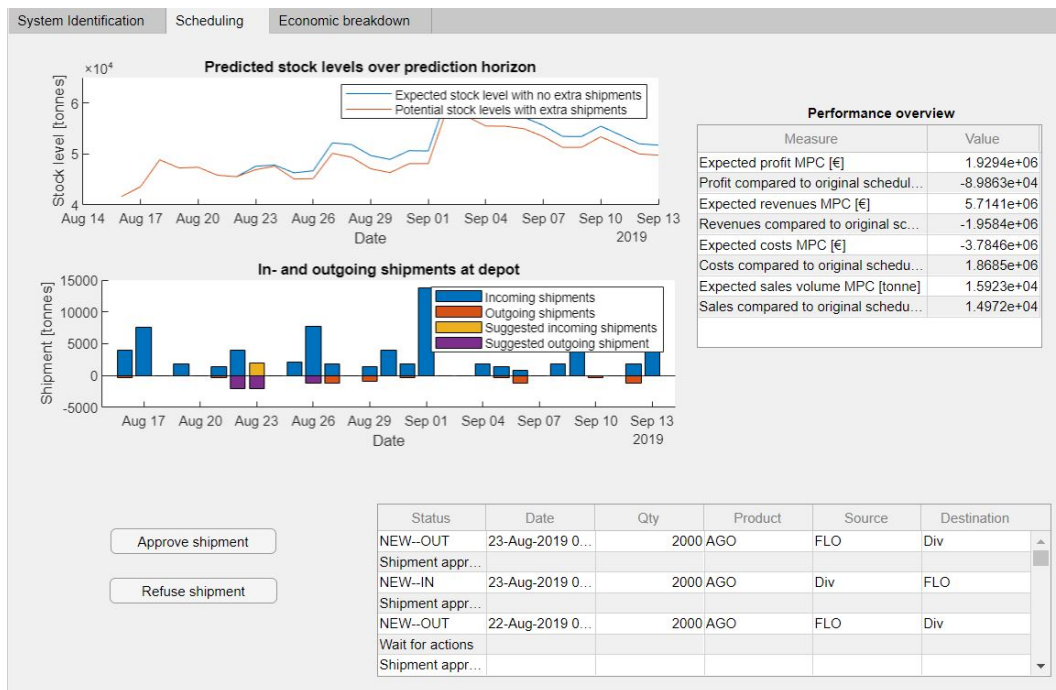 System Identification Scheduling Economic breakdown
Predicted stock levels over prediction horizon
×10⁴
Stock level [tonnes]
6
5
4
Expected stock level with no extra shipments
Potential stock levels with extra shipments
Aug 14 Aug 17 Aug 20 Aug 23 Aug 26 Aug 29 Sep 01 Sep 04 Sep 07 Sep 10 Sep 13
Date 2019
Performance overview
Measure Value
Expected profit MPC [€] 1.9294e+06
Profit compared to original schedul... -8.9863e+04
Expected revenues MPC [€] 5.7141e+06
Revenues compared to original sc... -1.9584e+06
Expected costs MPC [€] -3.7846e+06
Costs compared to original schedu... 1.8685e+06
Expected sales volume MPC [tonne] 1.5923e+04
Sales compared to original schedu... 1.4972e+04
In- and outgoing shipments at depot
Shipment [tonnes]
15000
10000
5000
0
-5000
Incoming shipments
Outgoing shipments
Suggested incoming shipments
Suggested outgoing shipment
Aug 17 Aug 20 Aug 23 Aug 26 Aug 29 Sep 01 Sep 04 Sep 07 Sep 10 Sep 13
Date 2019
Approve shipment
Refuse shipment
Status Date Qty Product Source Destination
NEW--OUT 23-Aug-2019 0... 2000 AGO FLO Div
Shipment appr...
NEW--IN 23-Aug-2019 0... 2000 AGO Div FLO
Shipment appr...
NEW--OUT 22-Aug-2019 0... 2000 AGO FLO Div
Wait for actions
Shipment appr...